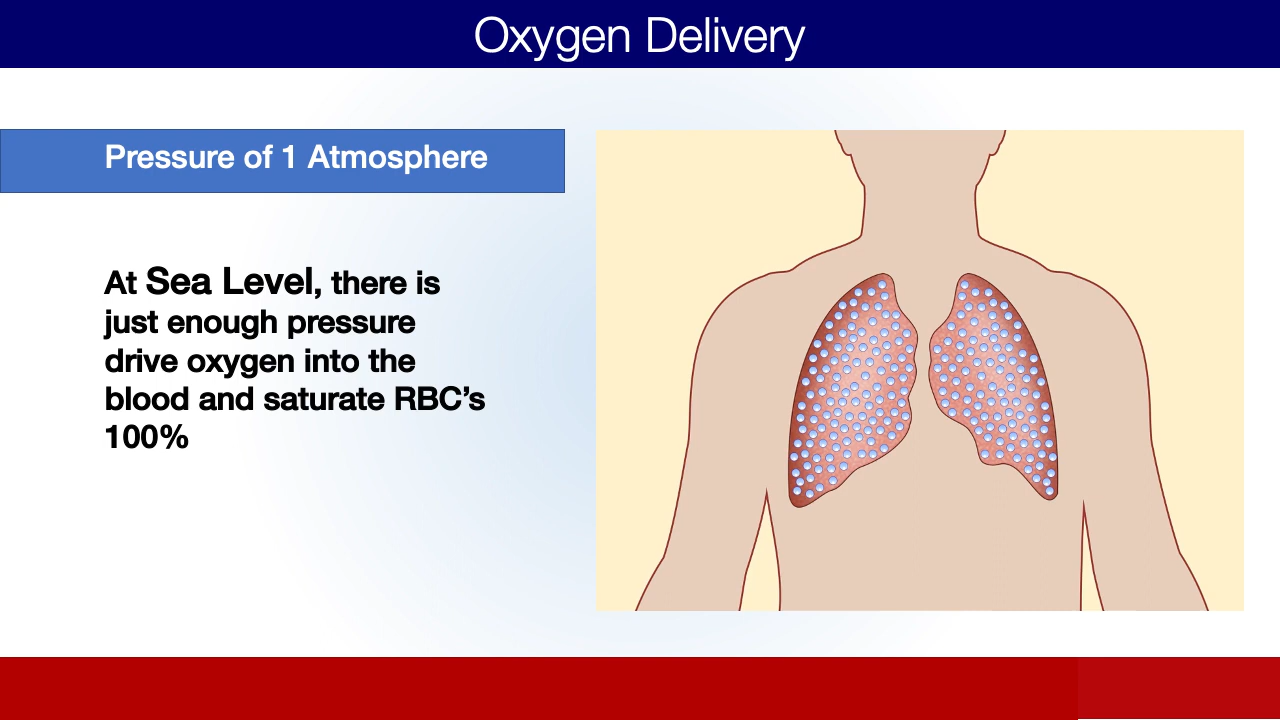 Oxygen Delivery
Pressure of 1 Atmosphere
At Sea Level, there is
just enough pressure
drive oxygen into the
blood and saturate RBC’s
100%